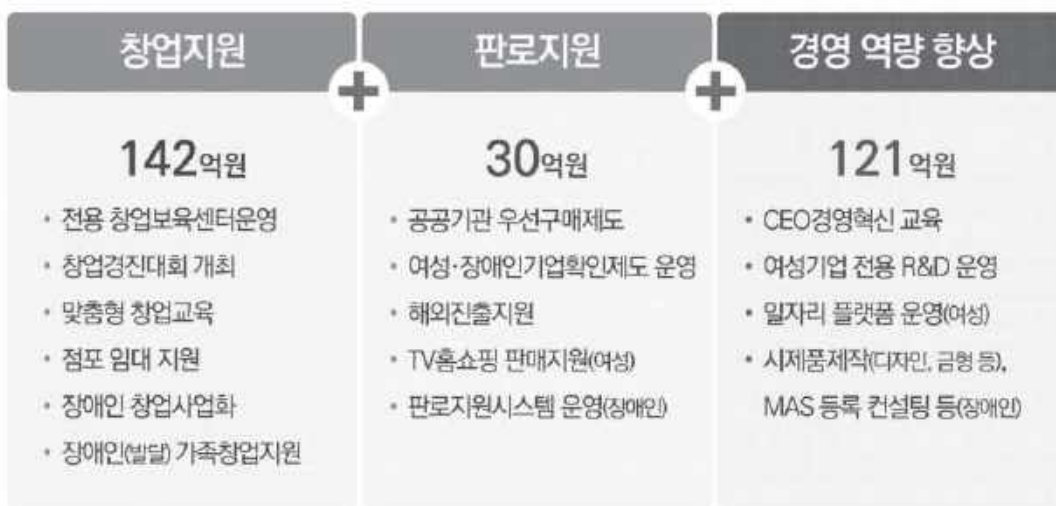 창업지원
142억원
• 전용 창업보육센터운영
• 창업경진대회 개최
• 맞춤형 창업교육
• 점포 임대 지원
• 장애인 창업사업화
• 장애인(발달) 가족창업지원
+
판로지원
30억원
• 공공기관 우선구매제도
• 여성·장애인기업확인제도 운영
• 해외진출지원
• TV홈쇼핑 판매지원(여성)
• 판로지원시스템 운영(장애인)
+
경영 역량 향상
121억원
• CEO경영혁신 교육
• 여성기업 전용 R&D 운영
• 일자리 플랫폼 운영(여성)
• 시제품제작(디자인, 금형 등),
MAS 등록 컨설팅 등(장애인)